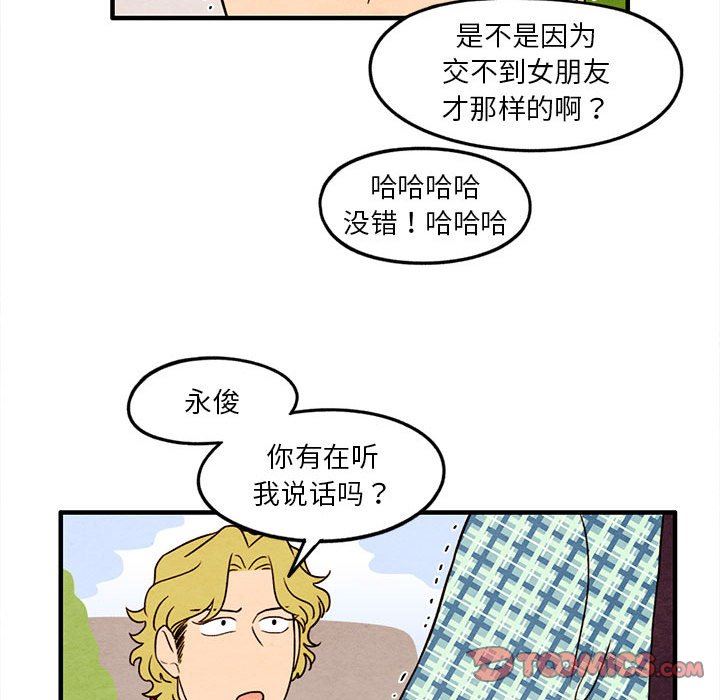 是不是因为
交不到女朋友
才那样的啊？
哈哈哈哈
没错！哈哈哈
永俊
你有在听
我说话吗？
TOOMICS.com